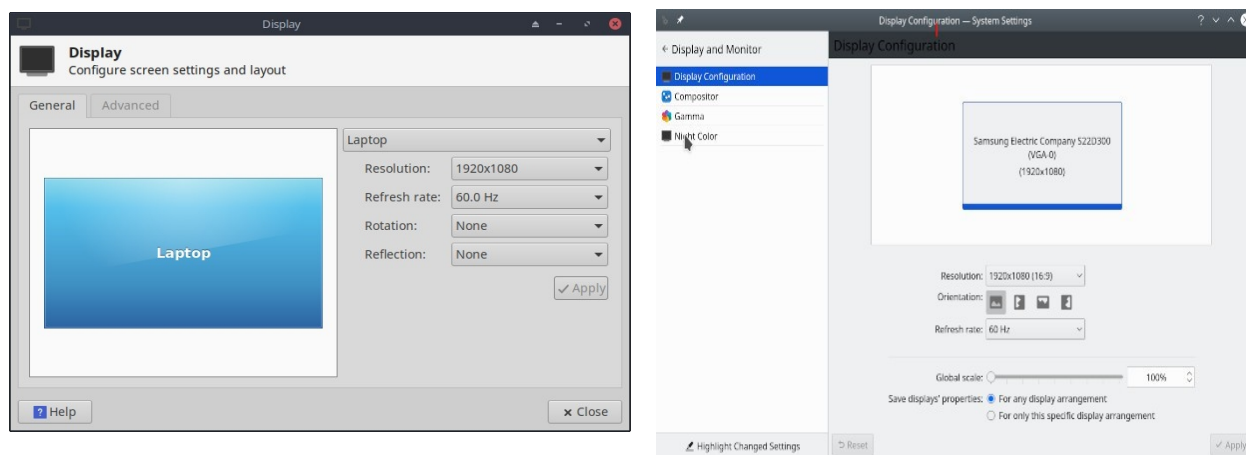 Display
Display
Configure screen settings and layout
General Advanced
Laptop
Laptop
Resolution: 1920x1080
Refresh rate: 60.0 Hz
Rotation: None
Reflection: None
Apply
Help
Close
Display Configuration — System Settings
Display and Monitor
Display Configuration
Compositor
Gamma
Night Color
Highlight Changed Settings
Display Configuration
Samsung Electric Company S22D300
(VGA-0)
(1920x1080)
Resolution: 1920x1080 (16:9)
Orientation:
Refresh rate: 60 Hz
Global scale: 100%
Save displays' properties: For any display arrangement
For only this specific display arrangement
Reset
Apply